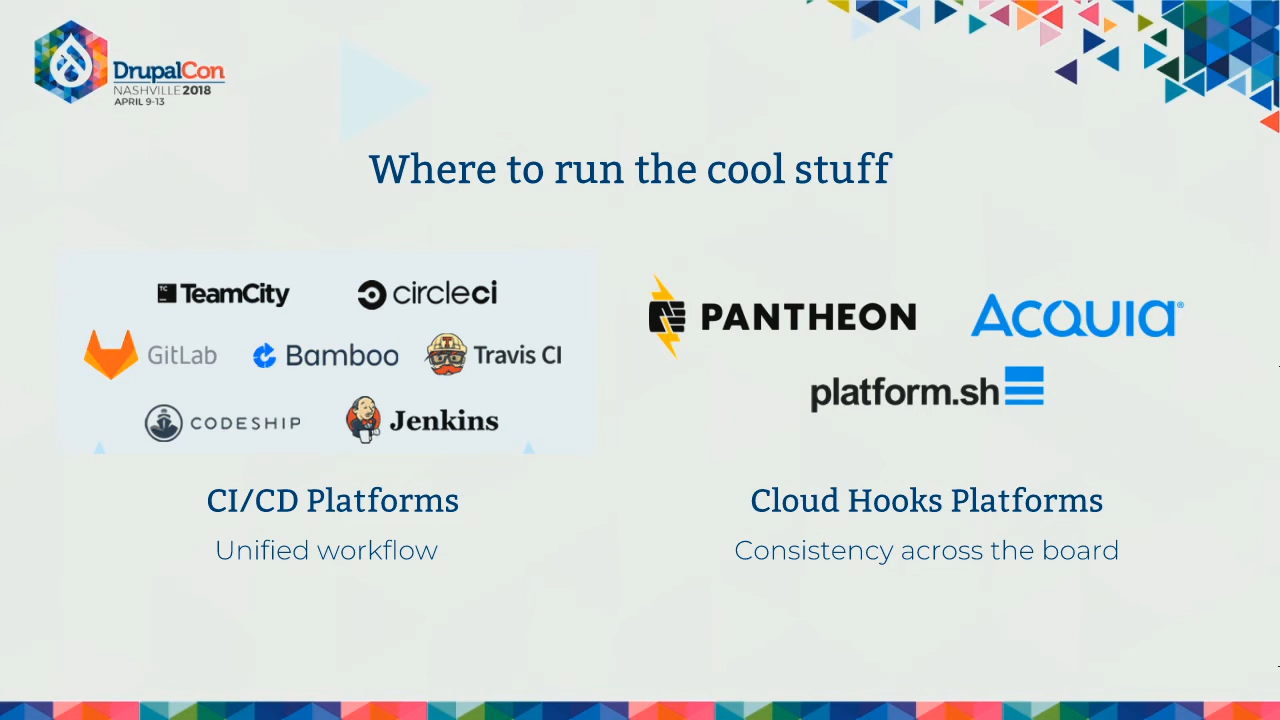 DrupalCon
NASHVILLE 2018
APRIL 9-13
Where to run the cool stuff
TC
TeamCity
circleci
GitLab
Bamboo
T
Travis CI
CODESHIP
Jenkins
CI/CD Platforms
Unified workflow
PANTHEON
ACQUIA®
platform.sh
Cloud Hooks Platforms
Consistency across the board